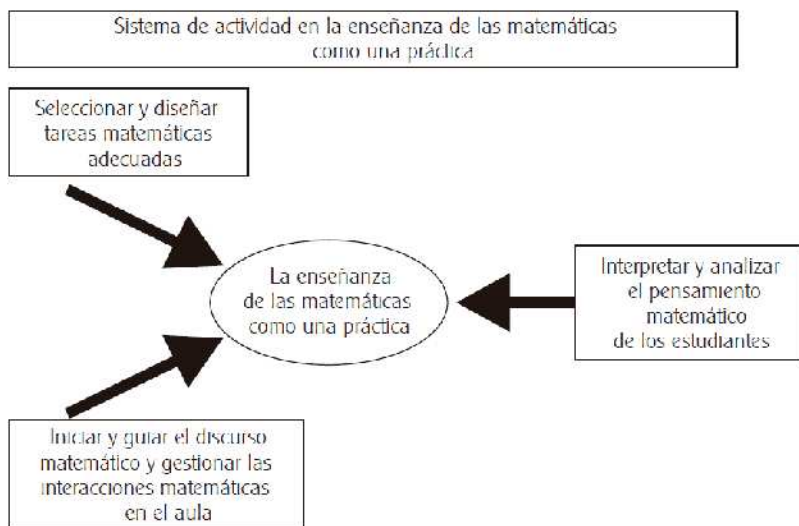 Sistema de actividad en la enseñanza de las matemáticas
como una práctica
Seleccionar y diseñar
tareas matemáticas
adecuadas
La enseñanza
de las matemáticas
como una práctica
Interpretar y analizar
el pensamiento
matemático
de los estudiantes
Iniciar y guiar el discurso
matemático y gestionar las
interacciones matemáticas
en el aula